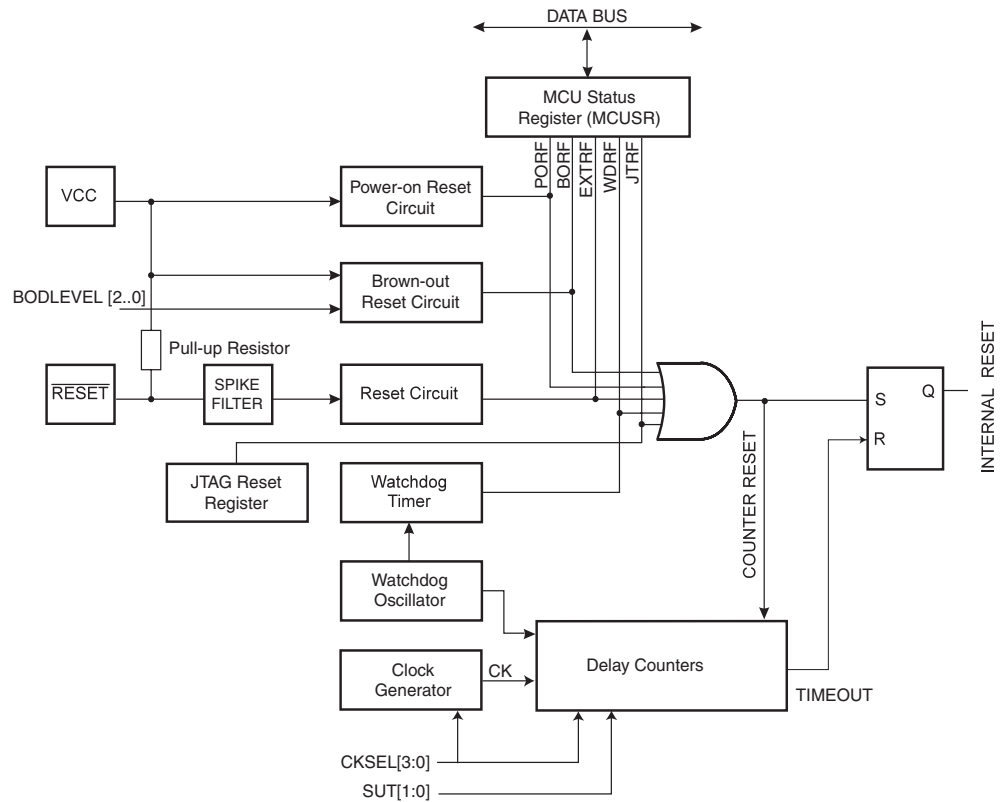 DATA BUS
MCU Status
Register (MCUSR)
PORF
BORF
EXTRF
WDRF
JTRF
VCC
Power-on Reset
Circuit
Brown-out
Reset Circuit
BODLEVEL [2..0]
Pull-up Resistor
RESET
SPIKE
FILTER
Reset Circuit
S
Q
R
INTERNAL RESET
JTAG Reset
Register
Watchdog
Timer
COUNTER RESET
Watchdog
Oscillator
Clock
Generator
CK
Delay Counters
TIMEOUT
CKSEL[3:0]
SUT[1:0]